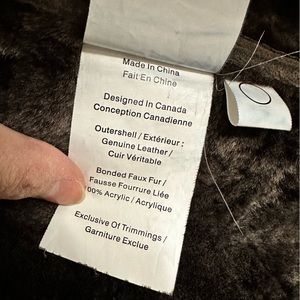 Made In China
Fait En Chine
Designed In Canada
Conception Canadienne
Outershell / Extérieur :
Genuine Leather /
Cuir Véritable
Bonded Faux Fur /
Fausse Fourrure Liée
100% Acrylic / Acrylique
Exclusive Of Trimmings /
Garniture Exclue